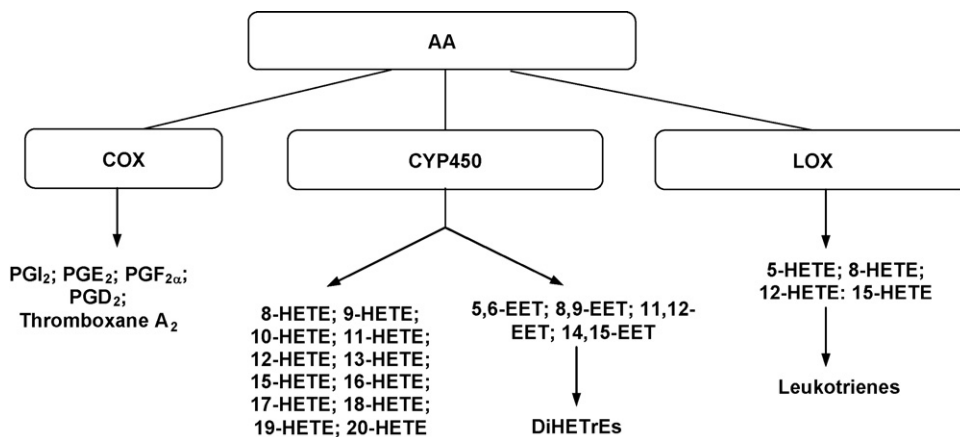 AA
COX
CYP450
LOX
PGI₂; PGE₂; PGF₂α;
PGD₂;
Thromboxane A₂
8-HETE; 9-HETE;
10-HETE; 11-HETE;
12-HETE; 13-HETE;
15-HETE; 16-HETE;
17-HETE; 18-HETE;
19-HETE; 20-HETE
5,6-EET; 8,9-EET; 11,12-
EET; 14,15-EET
DiHETrEs
5-HETE; 8-HETE;
12-HETE: 15-HETE
Leukotrienes